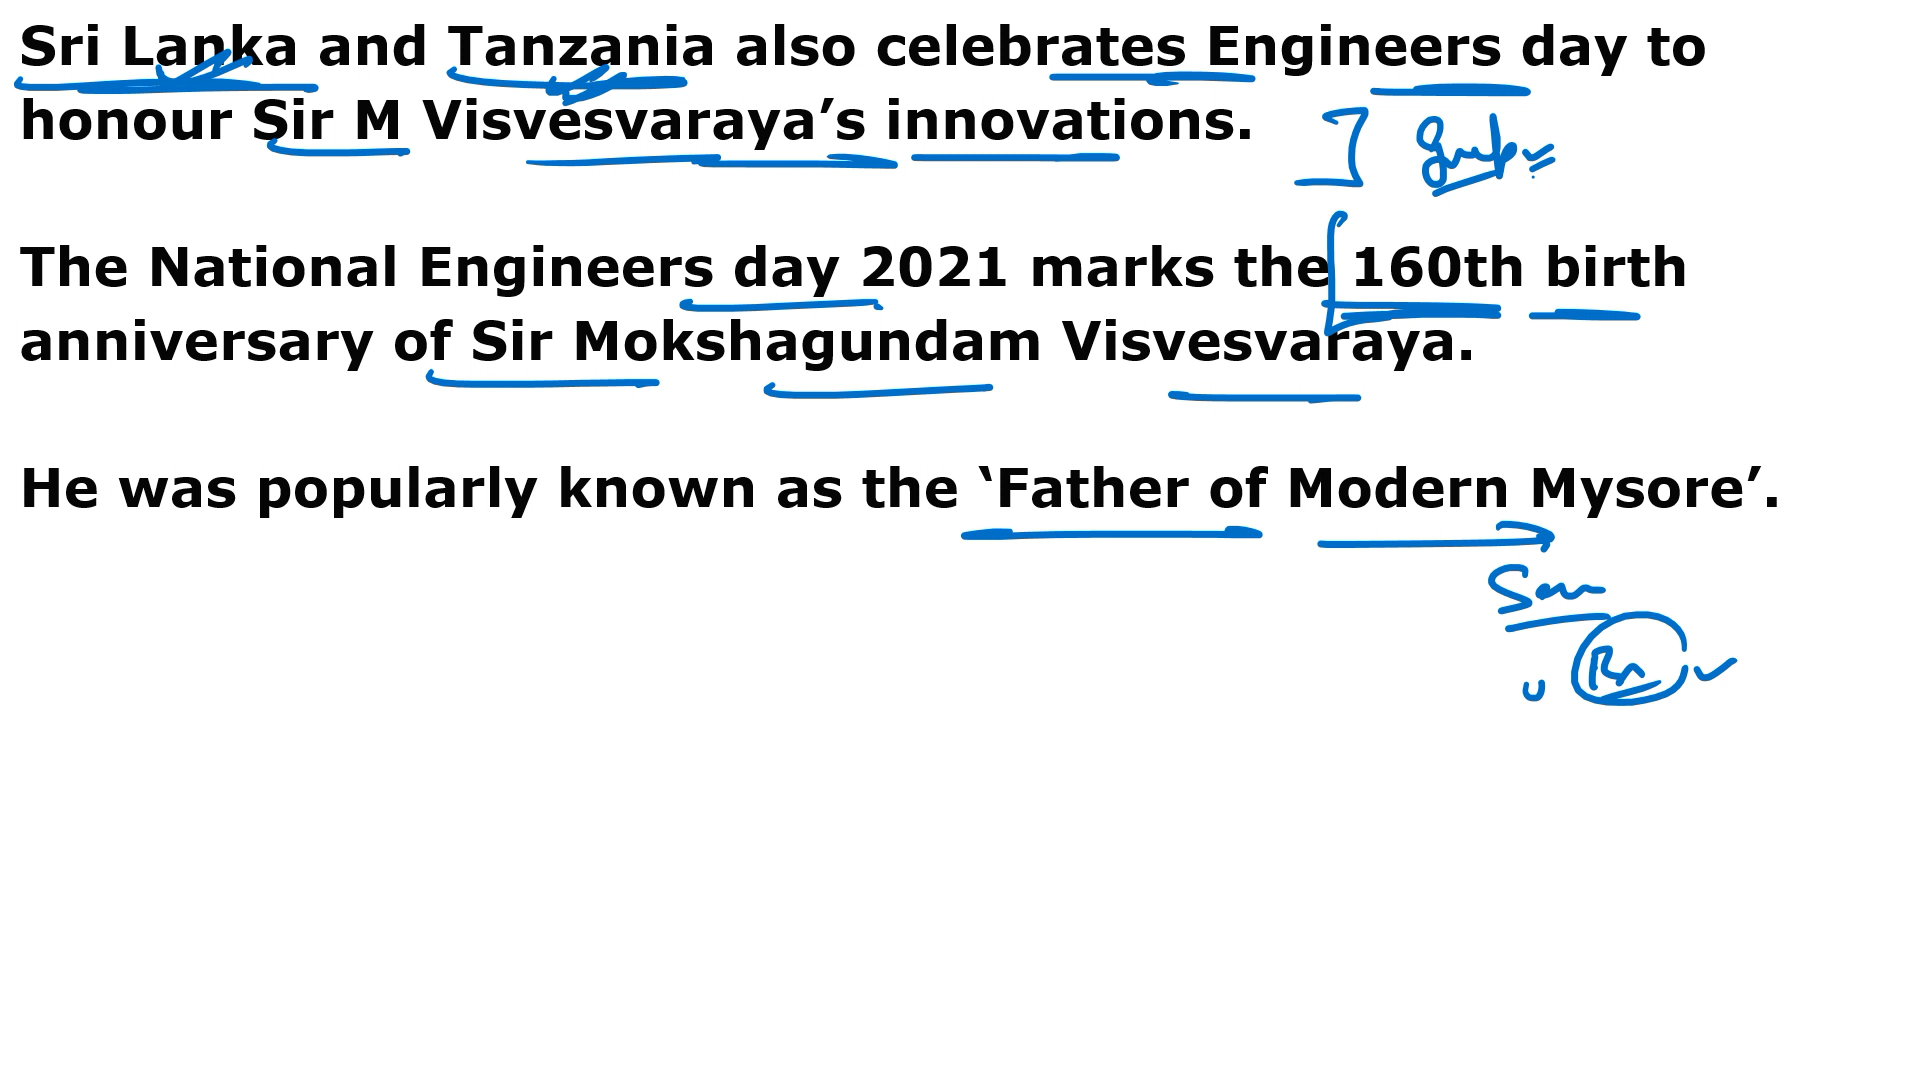 Sri Lanka and Tanzania also celebrates Engineers day to
honour Sir M Visvesvaraya’s innovations.
The National Engineers day 2021 marks the 160th birth
anniversary of Sir Mokshagundam Visvesvaraya.
He was popularly known as the ‘Father of Modern Mysore’.